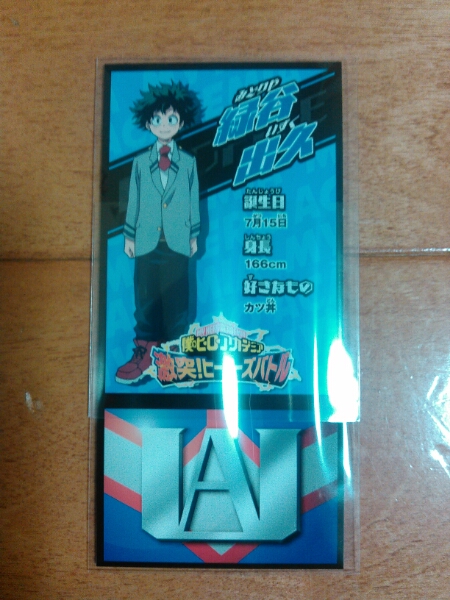 みどりや
緑谷
いずく
出久
たんじょうび
誕生日
7月15日
しんちょう
身長
166cm
好きなもの
カツ丼
僕のヒーローアカデミア
激突!ヒーローズバトル
UA